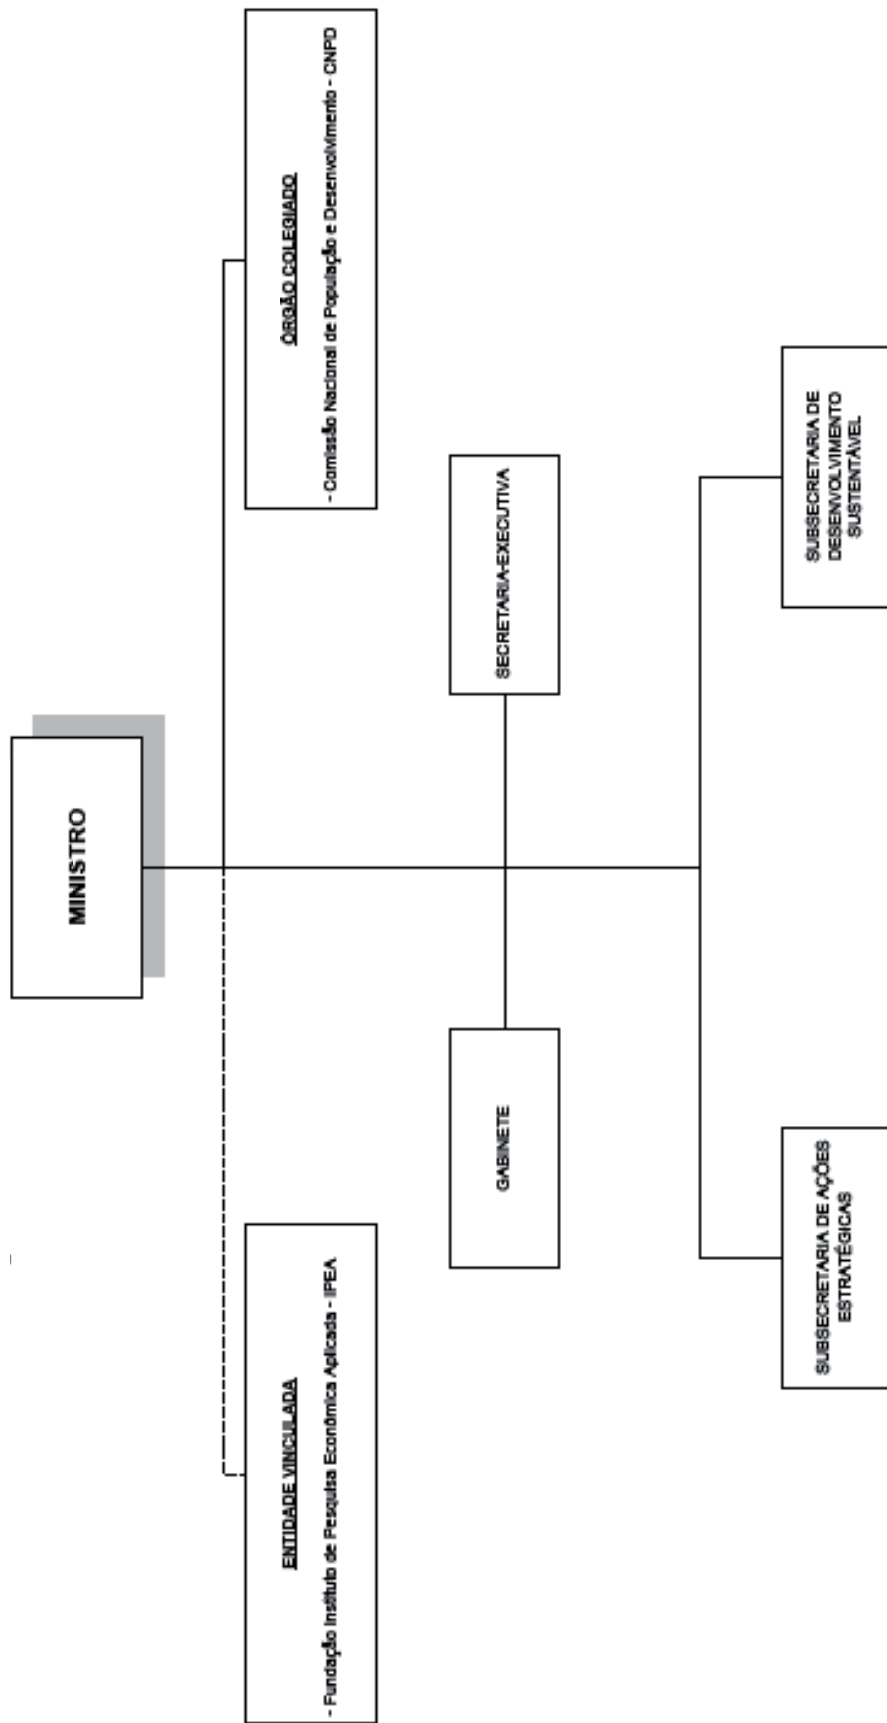 MINISTRO
ENTIDADE VINCULADA
- Fundação Instituto de Pesquisa Econômica Aplicada - IPEA
ÓRGÃO COLEGIADO
- Comissão Nacional de População e Desenvolvimento - CNPD
GABINETE
SECRETARIA-EXECUTIVA
SUBSECRETARIA DE AÇÕES
ESTRATÉGICAS
SUBSECRETARIA DE
DESENVOLVIMENTO
SUSTENTÁVEL